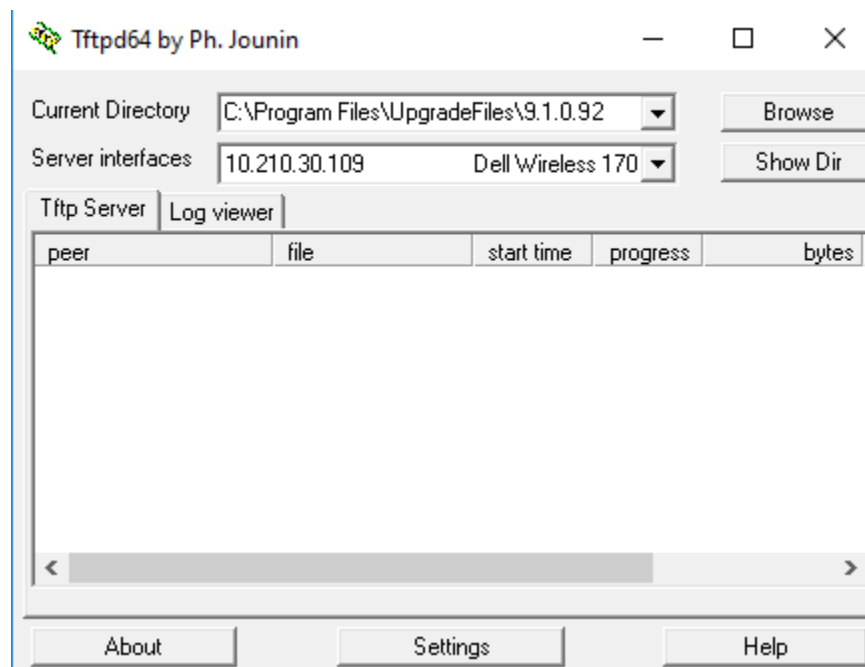 Tftpd64 by Ph. Jounin
Current Directory C:\Program Files\UpgradeFiles\9.1.0.92 Browse
Server interfaces 10.210.30.109 Dell Wireless 170 Show Dir
Tftp Server Log viewer
peer file start time progress bytes
About Settings Help